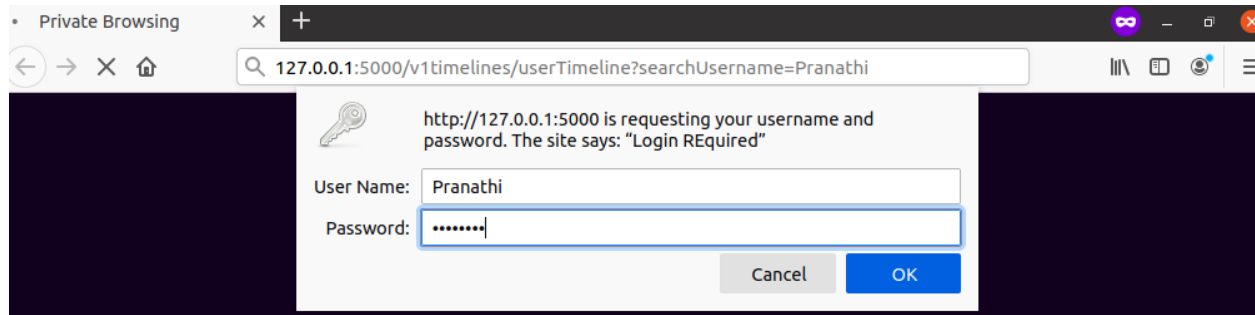 Private Browsing
127.0.0.1:5000/v1timelines/userTimeline?searchUsername=Pranathi
http://127.0.0.1:5000 is requesting your username and
password. The site says: “Login REquired”
User Name: Pranathi
Password: ••••••••
Cancel OK